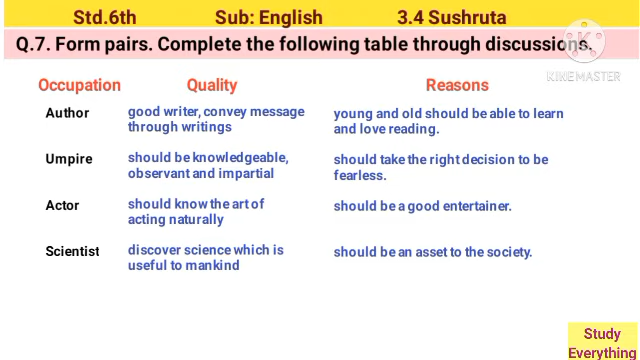 Std.6th Sub: English 3.4 Sushruta
Q.7. Form pairs. Complete the following table through discussions.
KINEMASTER
Occupation Quality Reasons
Author good writer, convey message young and old should be able to learn
through writings and love reading.
Umpire should be knowledgeable, should take the right decision to be
observant and impartial fearless.
Actor should know the art of should be a good entertainer.
acting naturally
Scientist discover science which is should be an asset to the society.
useful to mankind
Study
Everything